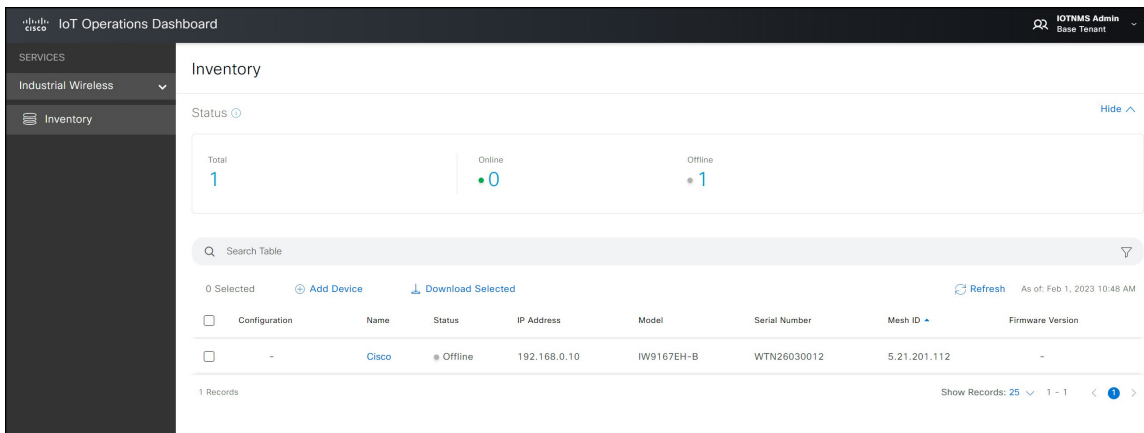 cisco IoT Operations Dashboard
IOTNMS Admin
Base Tenant
SERVICES
Industrial Wireless
Inventory
Inventory
Status
Hide
Total
1
Online
0
Offline
1
Search Table
0 Selected Add Device Download Selected Refresh As of: Feb 1, 2023 10:48 AM
Configuration Name Status IP Address Model Serial Number Mesh ID Firmware Version
- Cisco Offline 192.168.0.10 IW9167EH-B WTN26030012 5.21.201.112 -
1 Records Show Records: 25 1 - 1 < 1 >